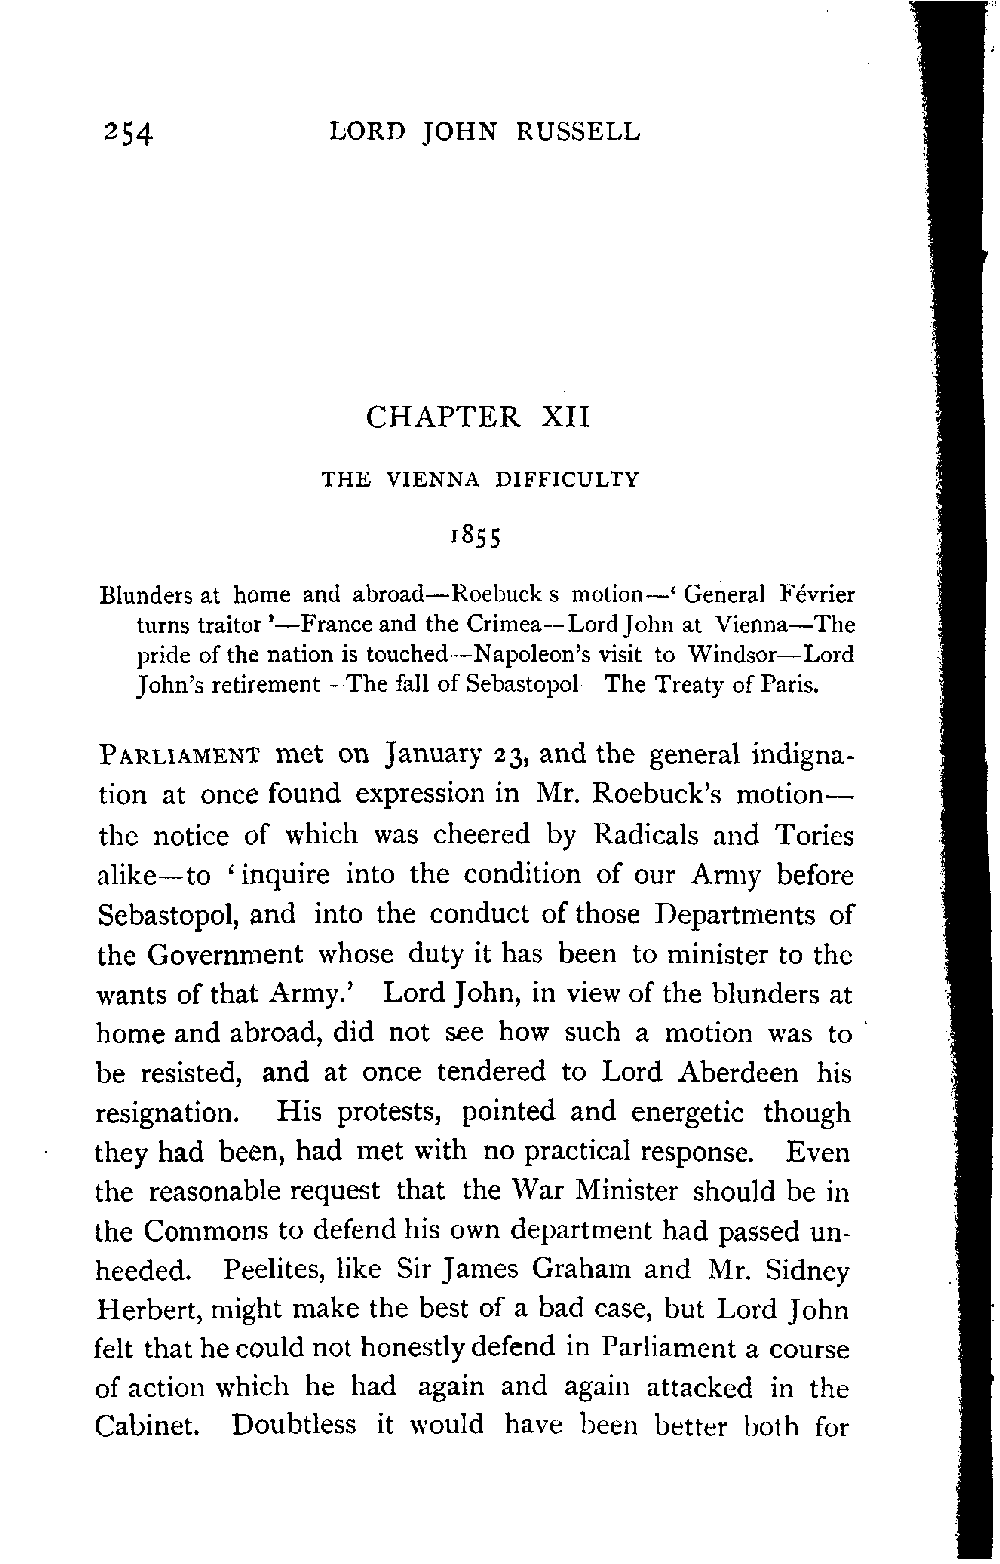 254 LORD JOHN RUSSELL
CHAPTER XII
THE VIENNA DIFFICULTY
1855
Blunders at home and abroad—Roebuck s motion—‘ General Février
turns traitor ’—France and the Crimea—Lord John at Vienna—The
pride of the nation is touched—Napoleon's visit to Windsor—Lord
John's retirement - The fall of Sebastopol The Treaty of Paris.
PARLIAMENT met on January 23, and the general indigna-
tion at once found expression in Mr. Roebuck's motion—
the notice of which was cheered by Radicals and Tories
alike—to ‘ inquire into the condition of our Army before
Sebastopol, and into the conduct of those Departments of
the Government whose duty it has been to minister to the
wants of that Army.’ Lord John, in view of the blunders at
home and abroad, did not see how such a motion was to
be resisted, and at once tendered to Lord Aberdeen his
resignation. His protests, pointed and energetic though
they had been, had met with no practical response. Even
the reasonable request that the War Minister should be in
the Commons to defend his own department had passed un-
heeded. Peelites, like Sir James Graham and Mr. Sidney
Herbert, might make the best of a bad case, but Lord John
felt that he could not honestly defend in Parliament a course
of action which he had again and again attacked in the
Cabinet. Doubtless it would have been better both for